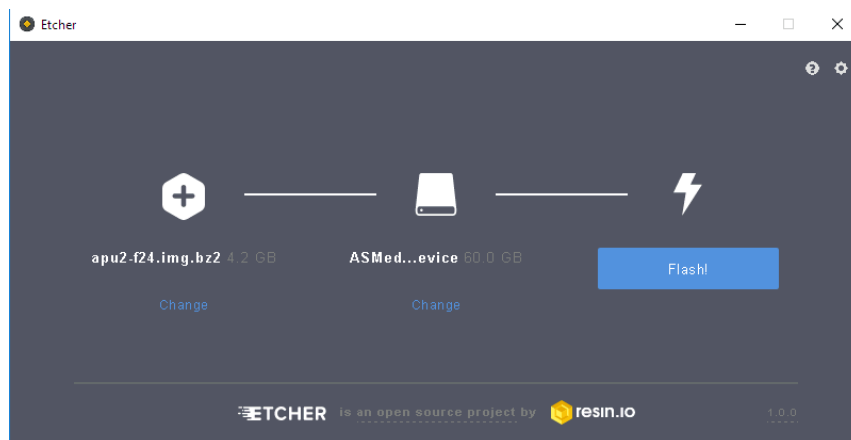 Etcher
apu2-f24.img.bz2 4.2 GB
ASMed...evice 60.0 GB
Flash!
Change
Change
ETCHER is an open source project by resin.io
1.0.0